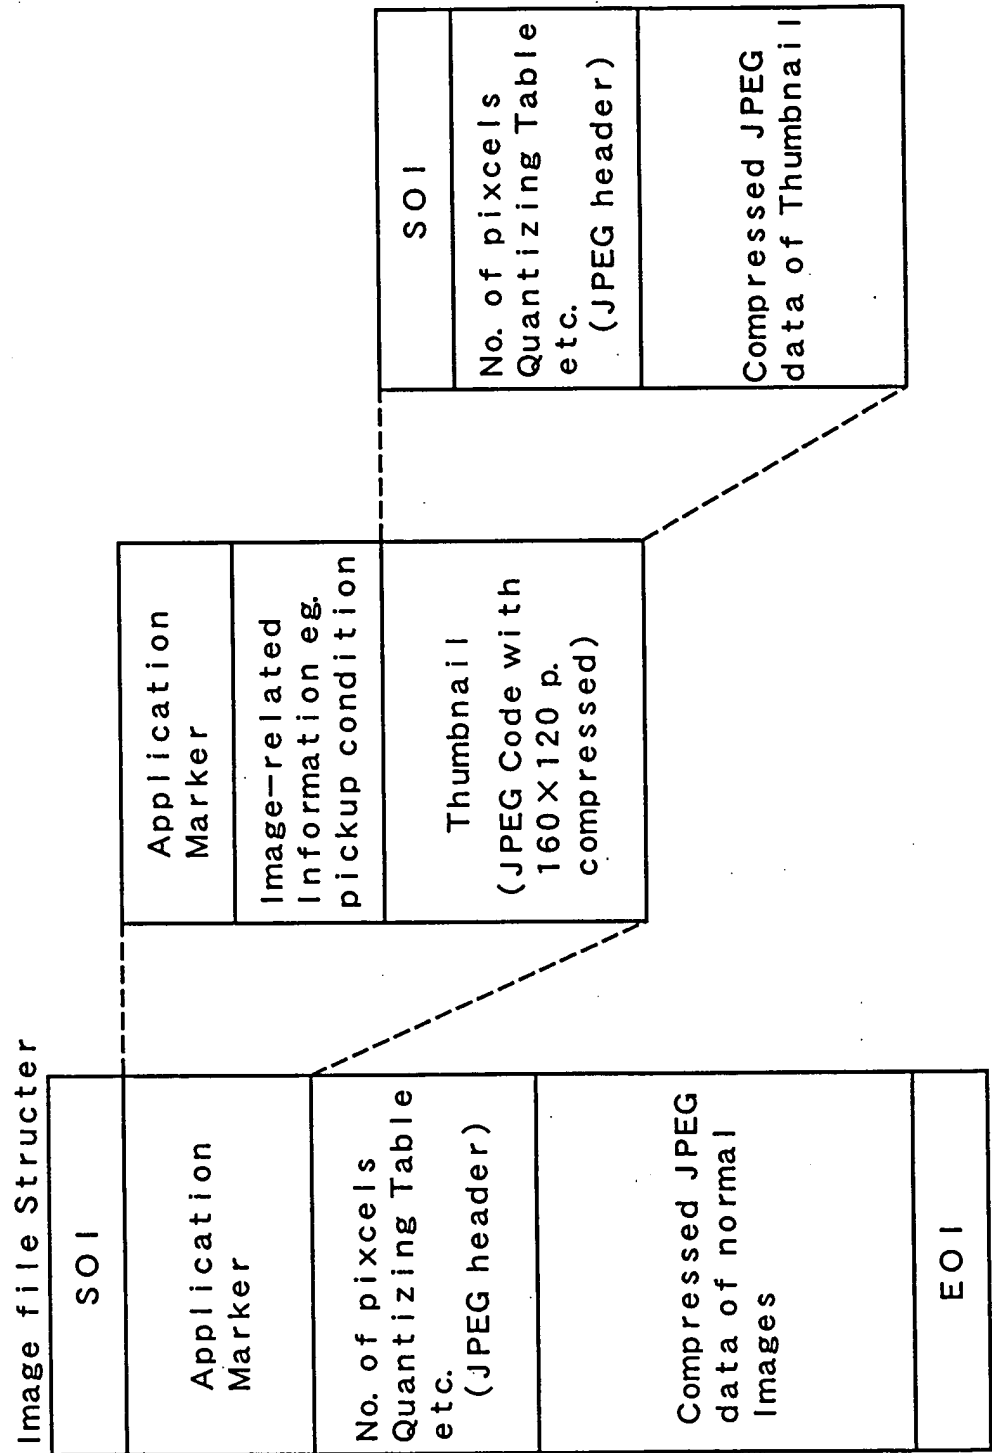 Image file Structer
SOI
Application
Marker
No. of pixcels
Quantizing Table
etc.
(JPEG header)
Compressed JPEG
data of normal
Images
EOI
Application
Marker
Image-related
Information eg.
pickup condition
Thumbnail
(JPEG Code with
160×120 p.
compressed)
SOI
No. of pixcels
Quantizing Table
etc.
(JPEG header)
Compressed JPEG
data of Thumbnail